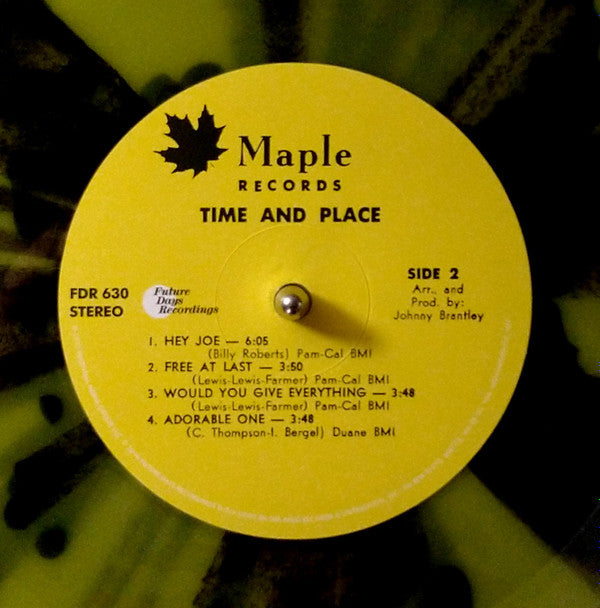 Maple
RECORDS
TIME AND PLACE
SIDE 2
Arr., and
Prod. by:
Johnny Brantley
FDR 630
STEREO
Future
Days
Recordings
1. HEY JOE — 6:05
(Billy Roberts) Pam-Cal BMI
2. FREE AT LAST — 3:50
(Lewis-Lewis-Farmer) Pam-Cal BMI
3. WOULD YOU GIVE EVERYTHING — 3:48
(Lewis-Lewis-Farmer) Pam-Cal BMI
4. ADORABLE ONE — 3:48
(C. Thompson-I. Bergel) Duane BMI